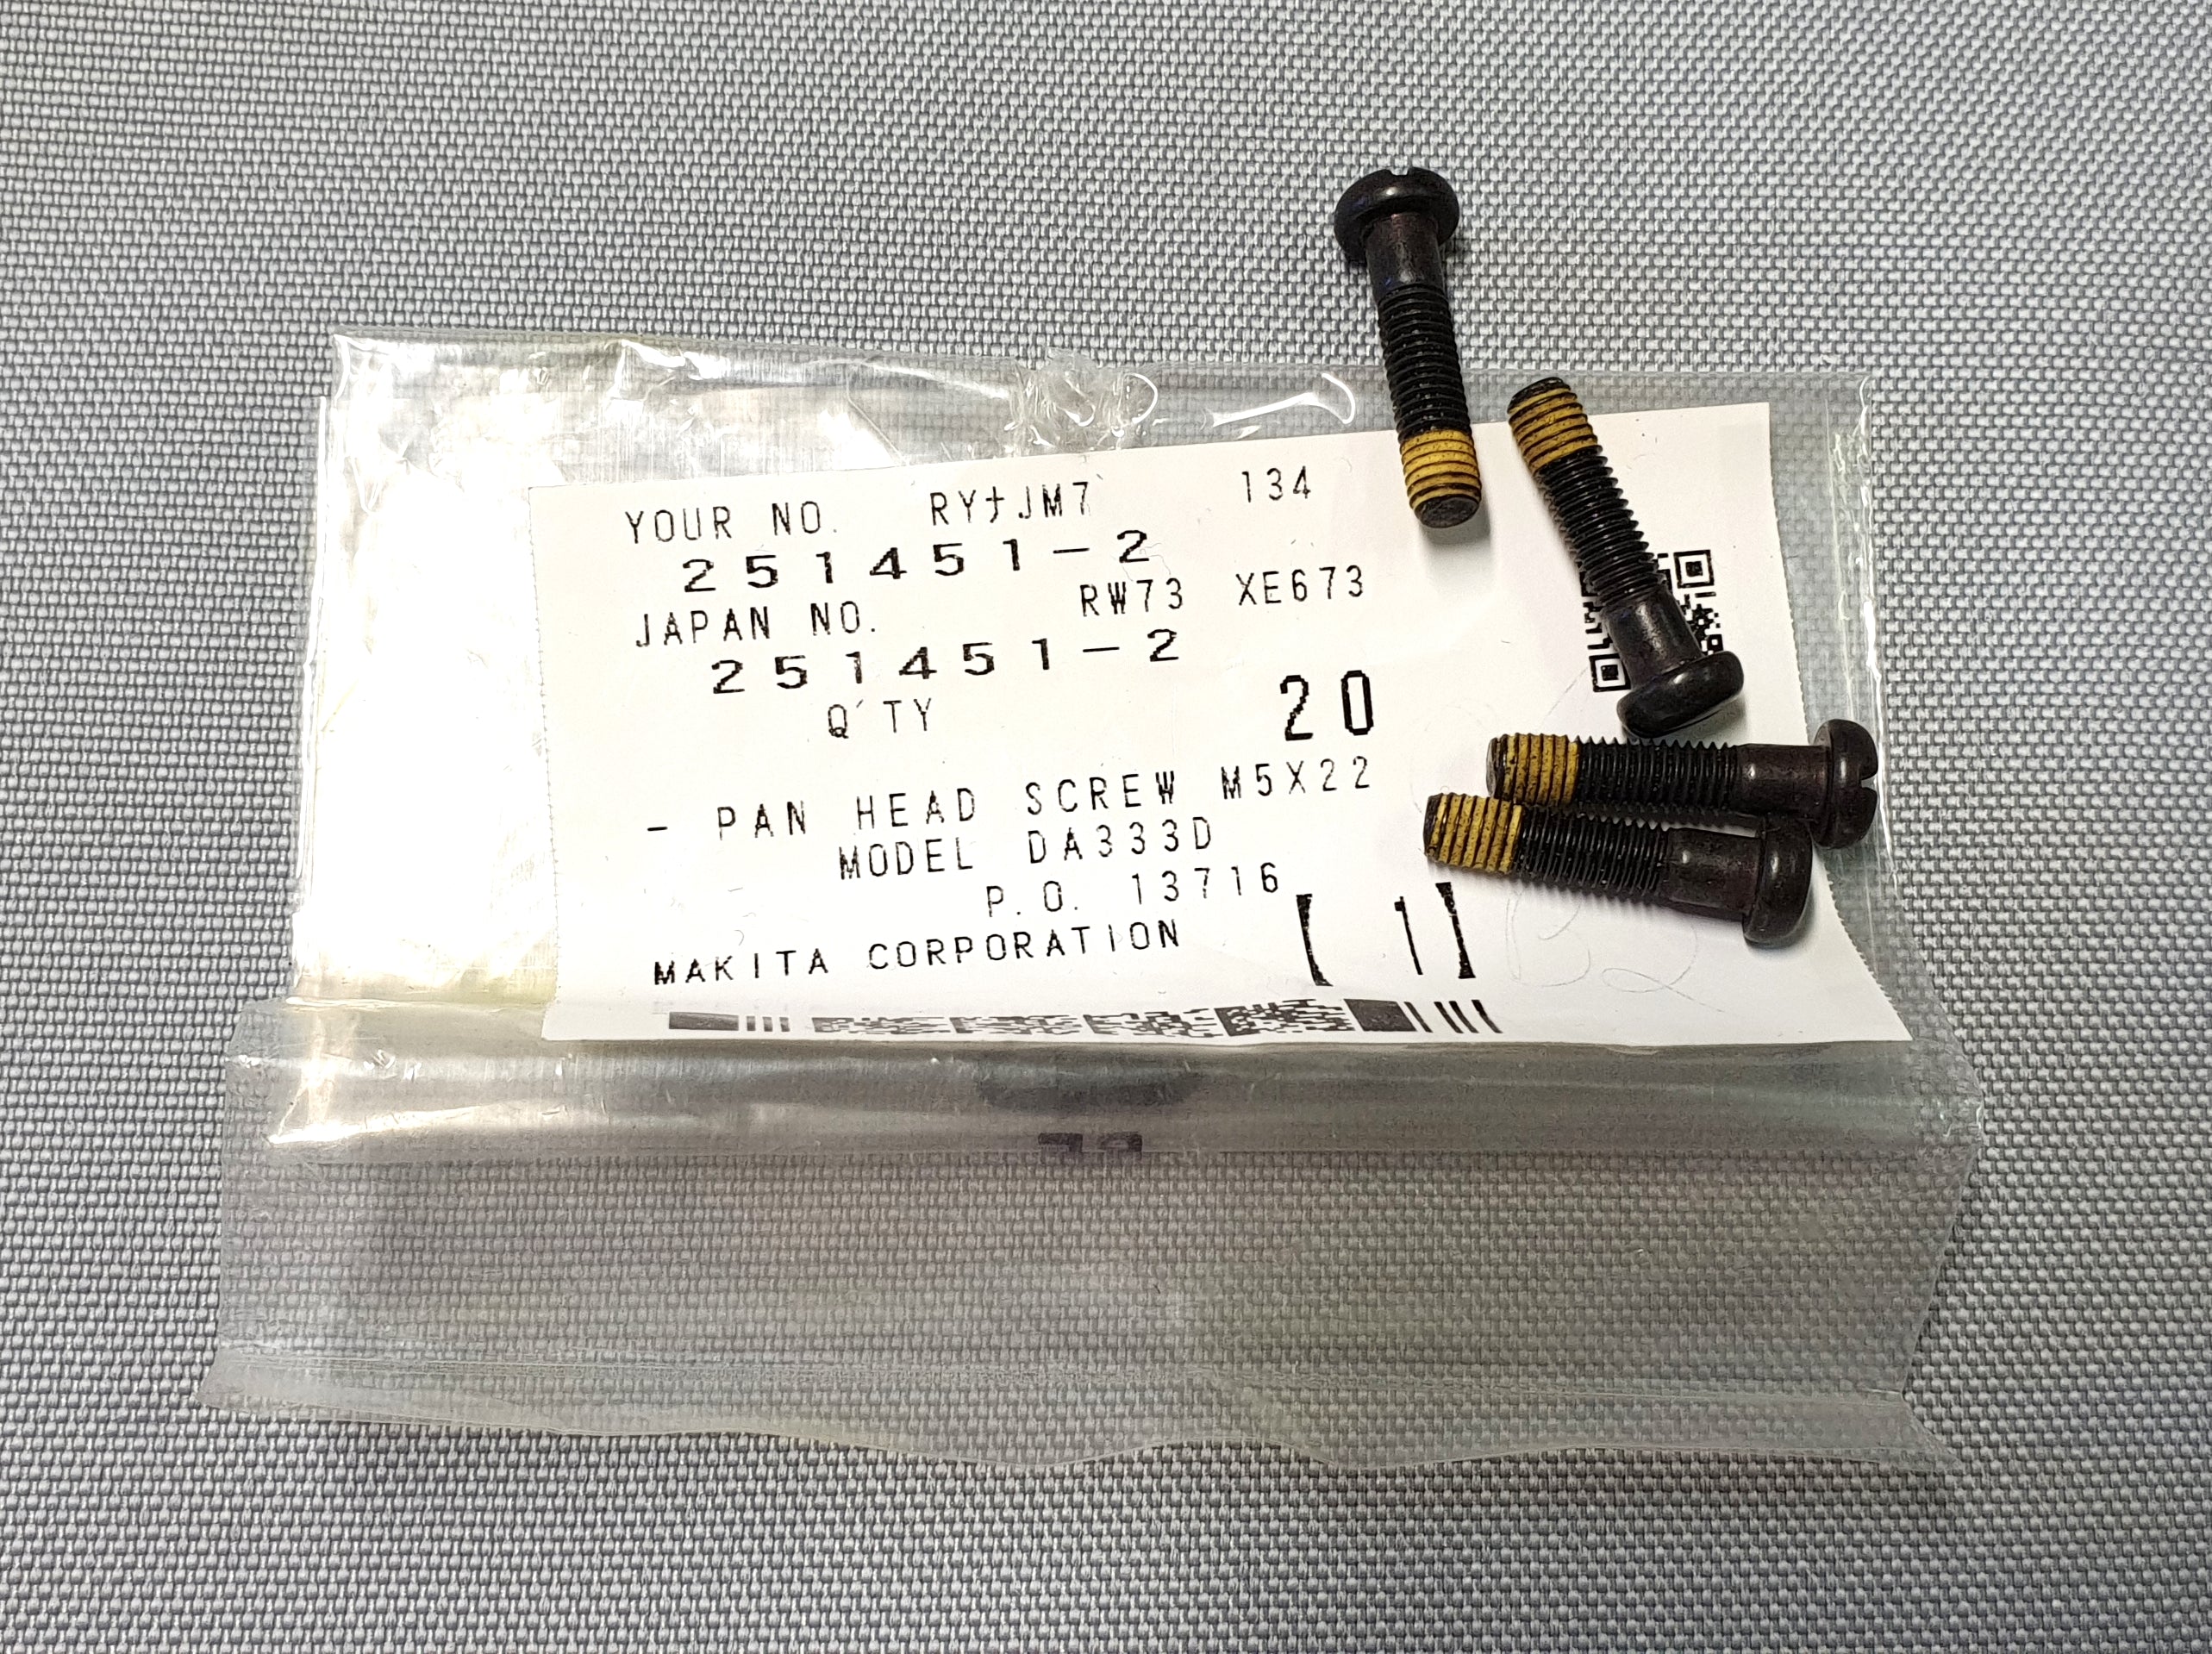 YOUR NO. RYナJM7 134
251451-2
JAPAN NO. RW73 XE673
251451-2
Q'TY 20
- PAN HEAD SCREW M5X22
MODEL DA333D
P.O. 13716
MAKITA CORPORATION 【 1】